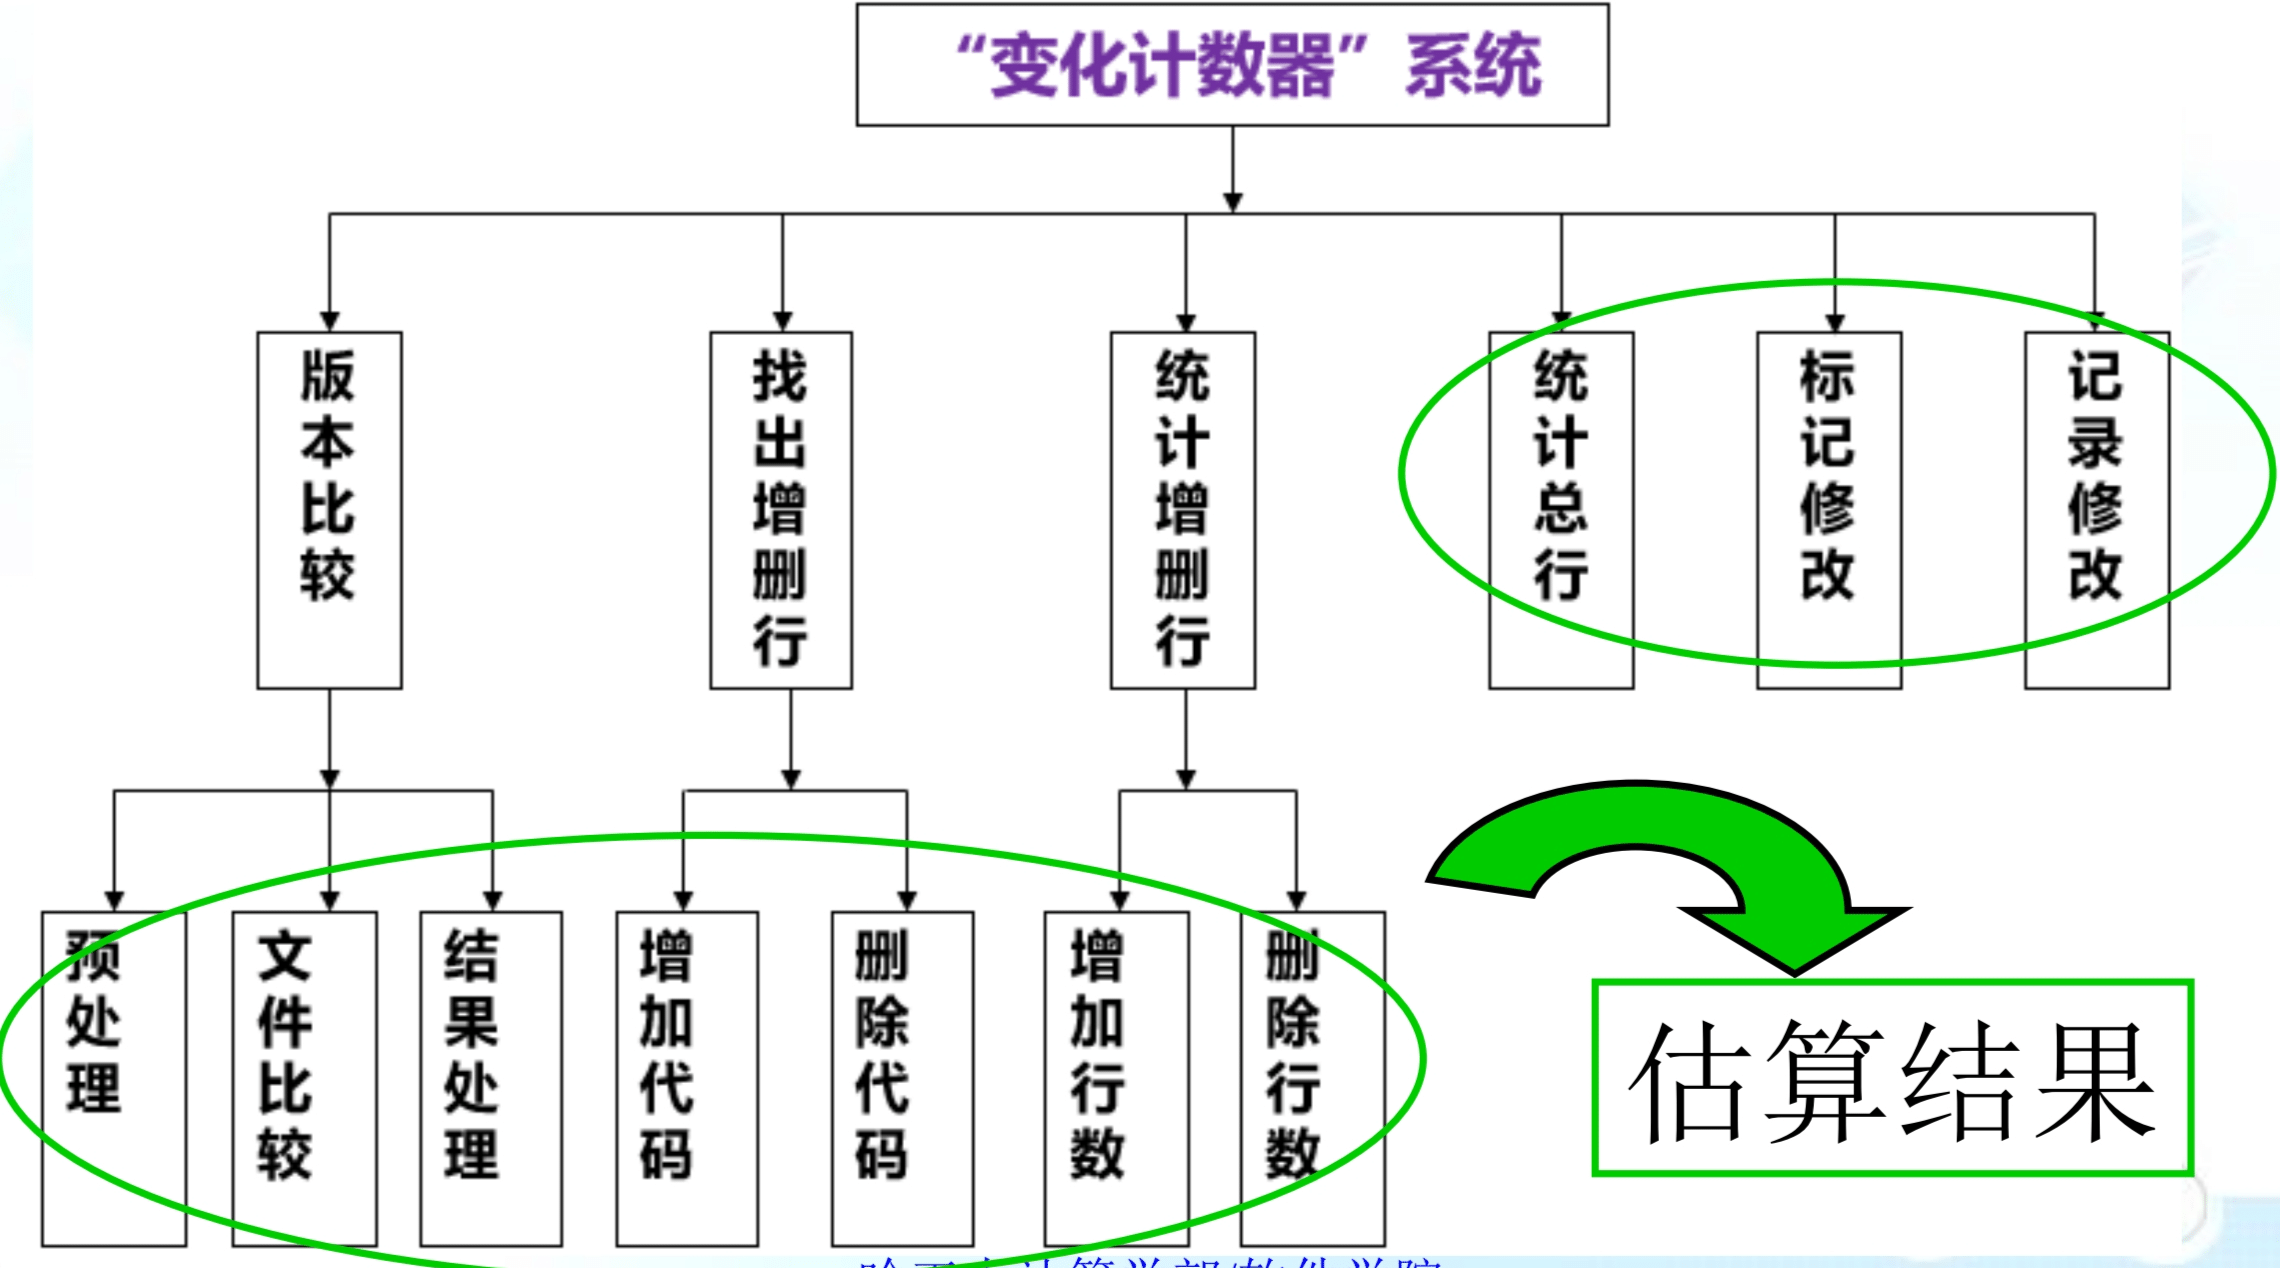 “变化计数器”系统
版本比较
找出增删行
统计增删行
统计总行
标记修改
记录修改
预处理
文件比较
结果处理
增加代码
删除代码
增加行数
删除行数
估算结果